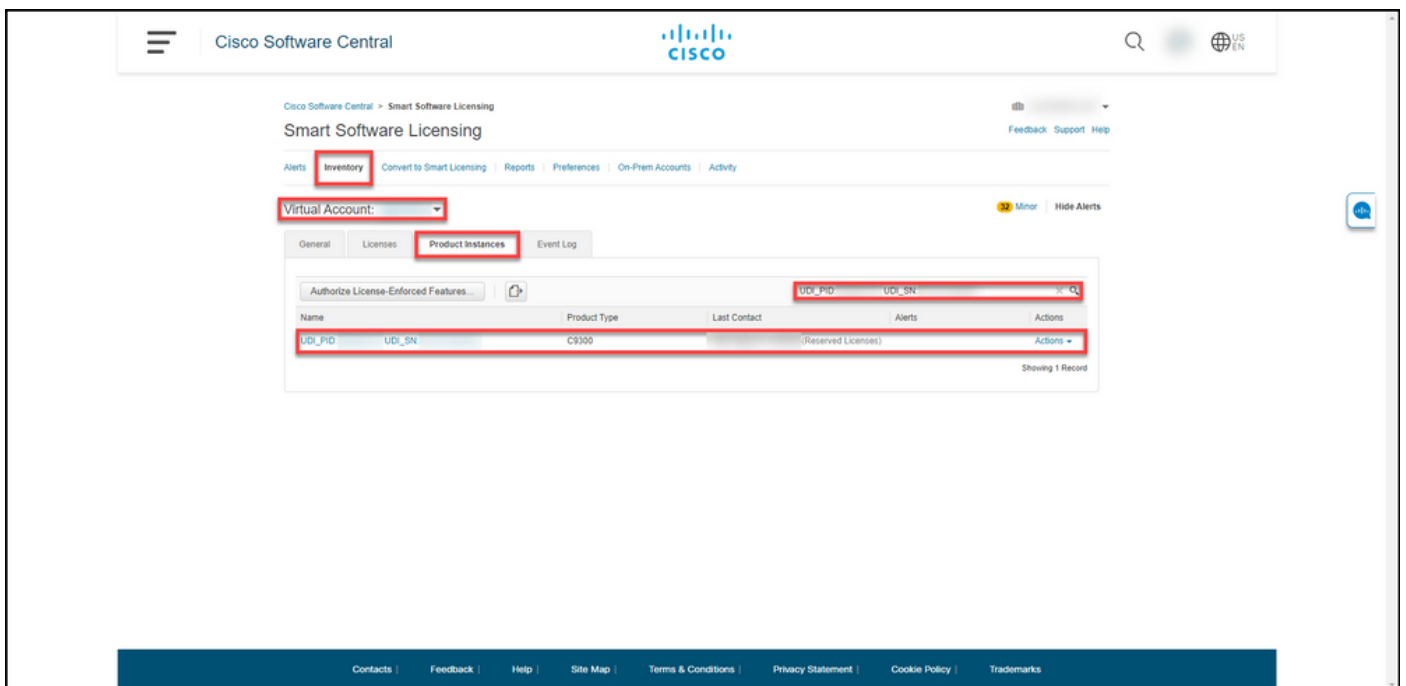 Cisco Software Central
CISCO
US
EN
Cisco Software Central > Smart Software Licensing
Smart Software Licensing
Feedback Support Help
Alerts Inventory Convert to Smart Licensing | Reports | Preferences | On-Prem Accounts | Activity
Virtual Account:
32 Minor | Hide Alerts
General Licenses Product Instances Event Log
Authorize License-Enforced Features...
UDI_PID: UDI_SN:
Name Product Type Last Contact Alerts Actions
UDI_PID: UDI_SN: C9300 (Reserved Licenses) Actions
Showing 1 Record
Contacts | Feedback | Help | Site Map | Terms & Conditions | Privacy Statement | Cookie Policy | Trademarks